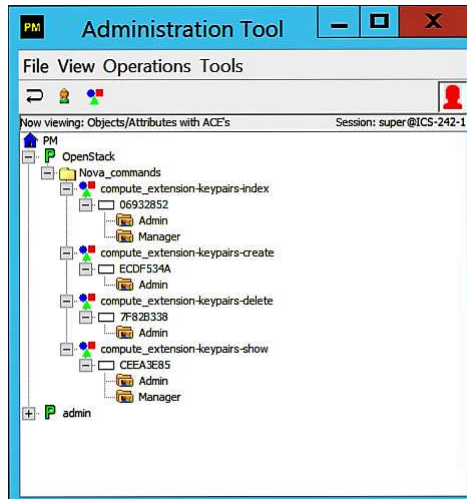 PM Administration Tool
File View Operations Tools
Now viewing: Objects/Attributes with ACE's Session: super@ICS-242-1
PM
P OpenStack
Nova_commands
compute_extension-keypairs-index
06932852
Admin
Manager
compute_extension-keypairs-create
ECDF534A
Admin
compute_extension-keypairs-delete
7F82B338
Admin
compute_extension-keypairs-show
CEEA3E85
Admin
Manager
P admin